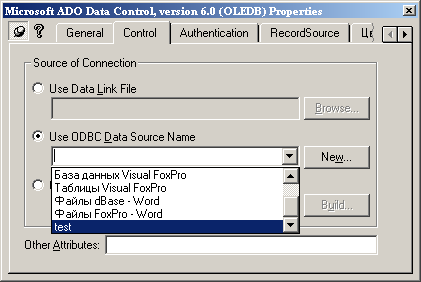 Microsoft ADO Data Control, version 6.0 (OLEDB) Properties
General Control Authentication RecordSource
Source of Connection
Use Data Link File
Browse...
Use ODBC Data Source Name
New...
База данных Visual FoxPro
Таблицы Visual FoxPro
Файлы dBase - Word
Файлы FoxPro - Word
test
Build...
Other Attributes: